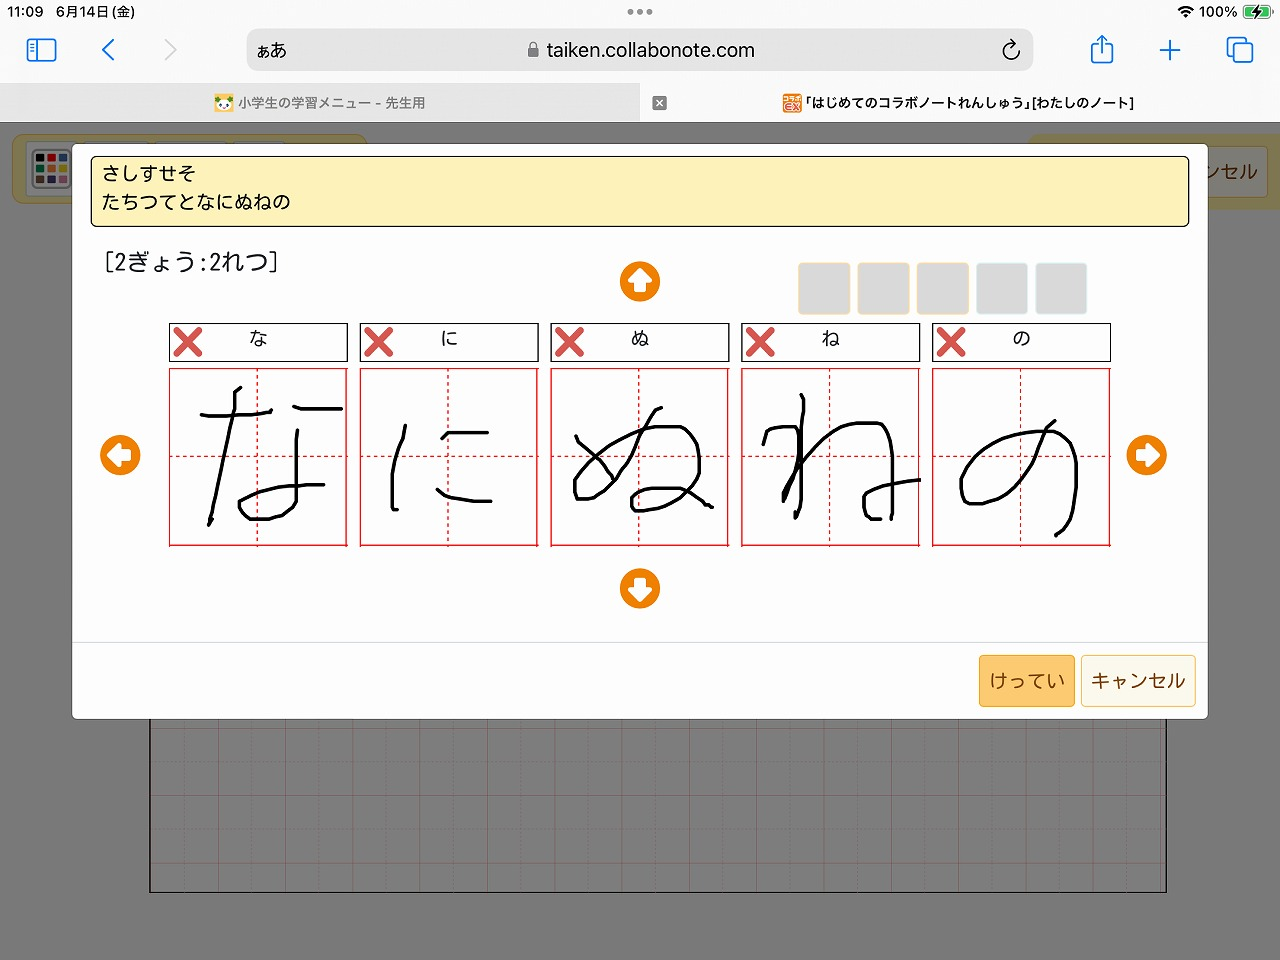 11:09 6月14日(金)
100%
ぁあ
taiken.collabonote.com
小学生の学習メニュー - 先生用
コラボ EX 「はじめてのコラボノートれんしゅう」[わたしのノート]
ンセル
さしすせそ
たちつてとなにぬねの
[2ぎょう:2れつ]
な に ぬ ね の
な に ぬ ね の
けってい キャンセル